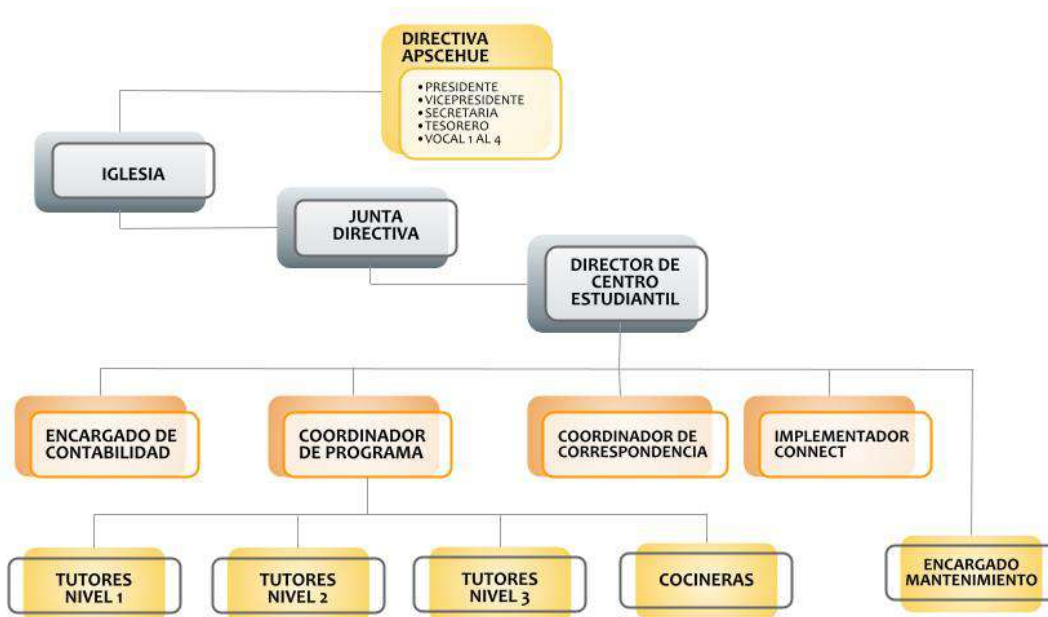 DIRECTIVA
APSCEHUE
•PRESIDENTE
•VICEPRESIDENTE
•SECRETARIA
•TESORERO
•VOCAL 1 AL 4
IGLESIA
JUNTA
DIRECTIVA
DIRECTOR DE
CENTRO
ESTUDIANTIL
ENCARGADO DE
CONTABILIDAD
COORDINADOR
DE PROGRAMA
COORDINADOR DE
CORRESPONDENCIA
IMPLEMENTADOR
CONNECT
TUTORES
NIVEL 1
TUTORES
NIVEL 2
TUTORES
NIVEL 3
COCINERAS
ENCARGADO
MANTENIMIENTO